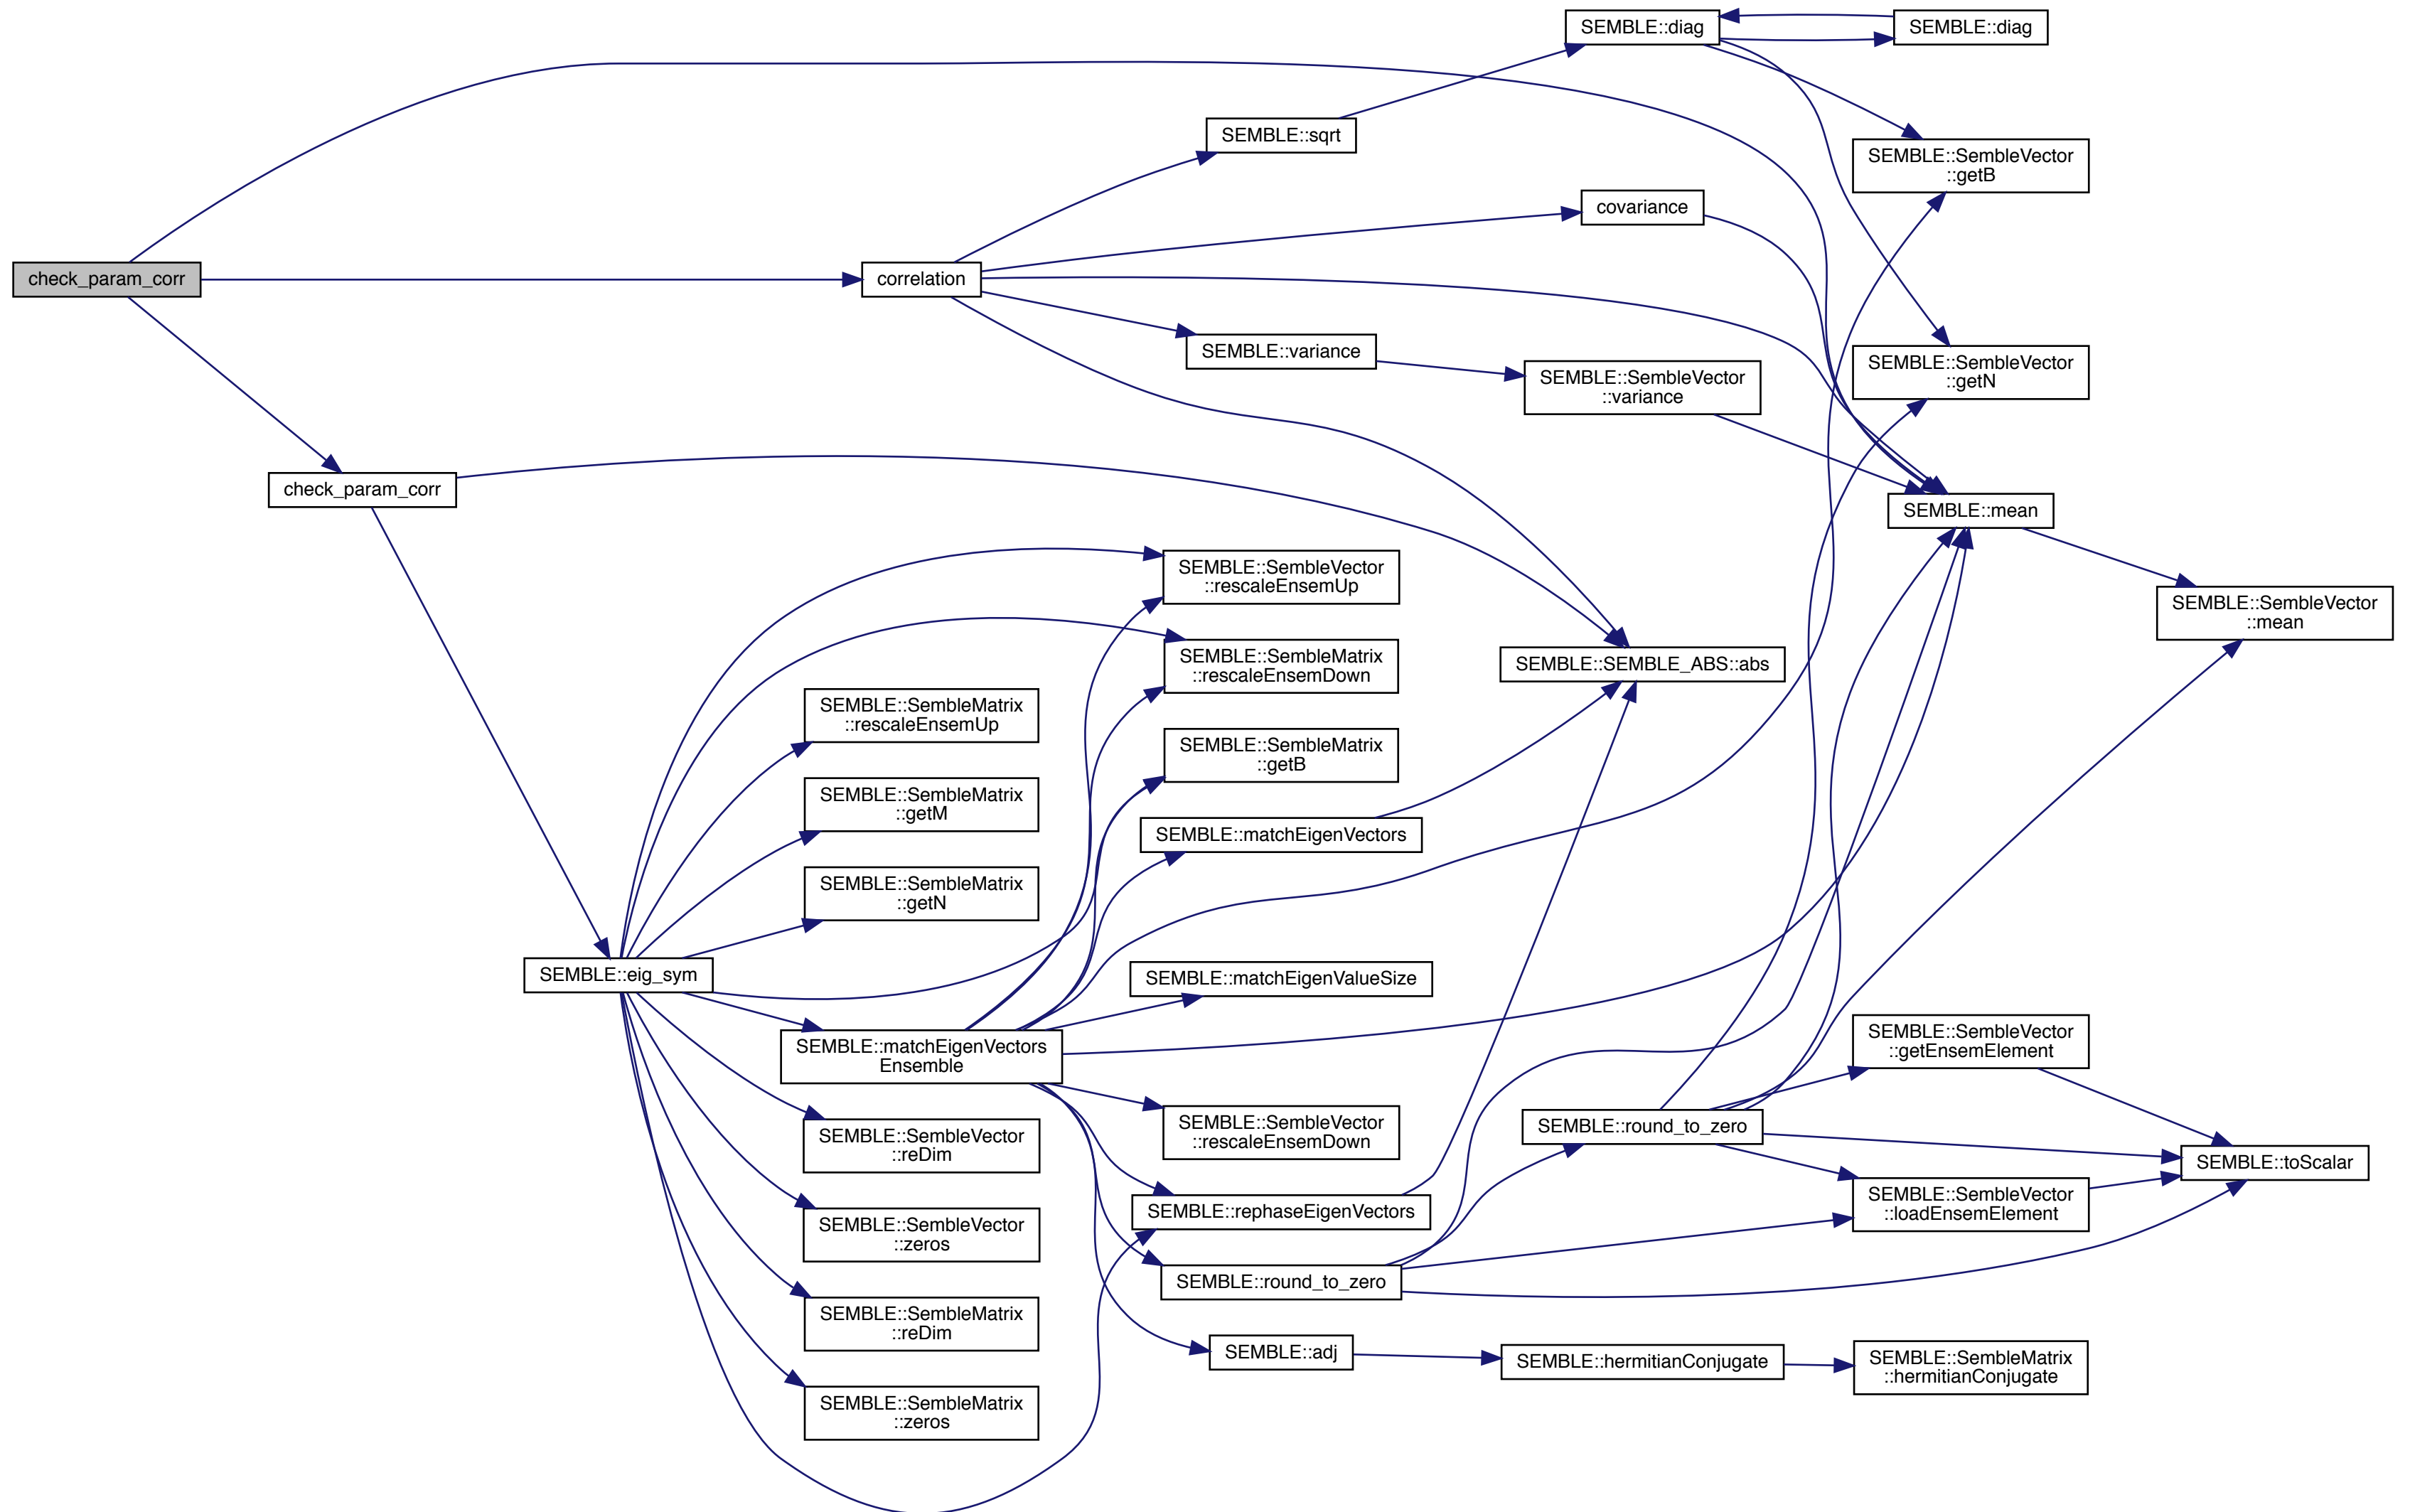 SEMBLE::diag
SEMBLE::diag
SEMBLE::sqrt
SEMBLE::SembleVector
::getB
covariance
check_param_corr
correlation
SEMBLE::variance
SEMBLE::SembleVector
::getN
SEMBLE::SembleVector
::variance
check_param_corr
SEMBLE::mean
SEMBLE::SembleVector
::rescaleEnsemUp
SEMBLE::SembleVector
::mean
SEMBLE::SembleMatrix
::rescaleEnsemDown
SEMBLE::SEMBLE_ABS::abs
SEMBLE::SembleMatrix
::rescaleEnsemUp
SEMBLE::SembleMatrix
::getB
SEMBLE::SembleMatrix
::getM
SEMBLE::matchEigenVectors
SEMBLE::SembleMatrix
::getN
SEMBLE::eig_sym
SEMBLE::matchEigenValueSize
SEMBLE::matchEigenVectors
Ensemble
SEMBLE::SembleVector
::getEnsemElement
SEMBLE::SembleVector
::rescaleEnsemDown
SEMBLE::round_to_zero
SEMBLE::SembleVector
::reDim
SEMBLE::toScalar
SEMBLE::SembleVector
::loadEnsemElement
SEMBLE::rephaseEigenVectors
SEMBLE::SembleVector
::zeros
SEMBLE::round_to_zero
SEMBLE::SembleMatrix
::reDim
SEMBLE::adj
SEMBLE::hermitianConjugate
SEMBLE::SembleMatrix
::hermitianConjugate
SEMBLE::SembleMatrix
::zeros